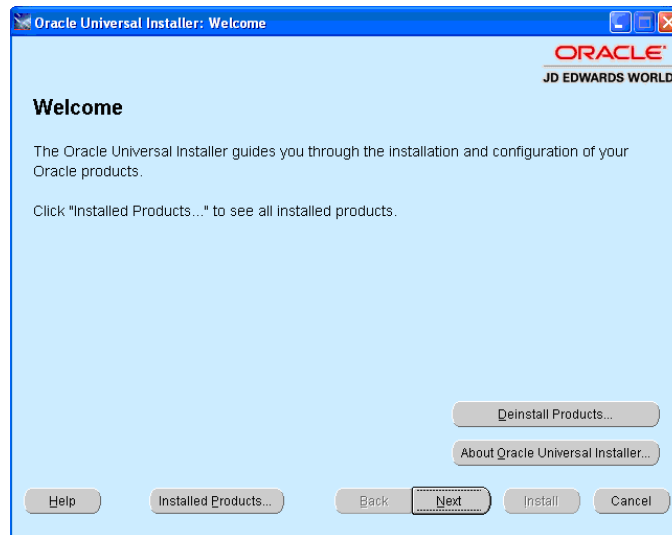 Oracle Universal Installer: Welcome
ORACLE
JD EDWARDS WORLD
Welcome
The Oracle Universal Installer guides you through the installation and configuration of your
Oracle products.
Click "Installed Products..." to see all installed products.
Deinstall Products...
About Oracle Universal Installer...
Help Installed Products... Back Next Install Cancel